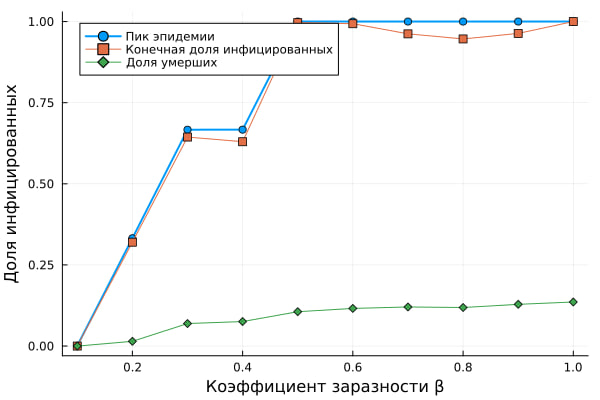 1.00
Пик эпидемии
Конечная доля инфицированных
Доля умерших
0.75
0.50
0.25
0.00
Доля инфицированных
0.2
0.4
0.6
0.8
1.0
Коэффициент заразности β